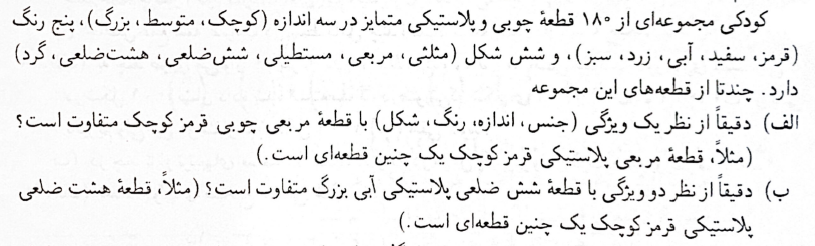 کودکی مجموعه‌ای از ۱۸۰ قطعهٔ چوبی و پلاستیکی متمایز در سه اندازه (کوچک، متوسط، بزرگ)، پنج رنگ
(قرمز، سفید، آبی، زرد، سبز)، و شش شکل (مثلثی، مربعی، مستطیلی، شش‌ضلعی، هشت‌ضلعی، گرد)
دارد. چندتا از قطعه‌های این مجموعه
الف) دقیقاً از نظر یک ویژگی (جنس، اندازه، رنگ، شکل) با قطعهٔ مربعی چوبی قرمز کوچک متفاوت است؟
(مثلاً، قطعهٔ مربعی پلاستیکی قرمز کوچک یک چنین قطعه‌ای است.)
ب) دقیقاً از نظر دو ویژگی با قطعهٔ شش ضلعی پلاستیکی آبی بزرگ متفاوت است؟ (مثلاً، قطعهٔ هشت ضلعی
پلاستیکی قرمز کوچک یک چنین قطعه‌ای است.)